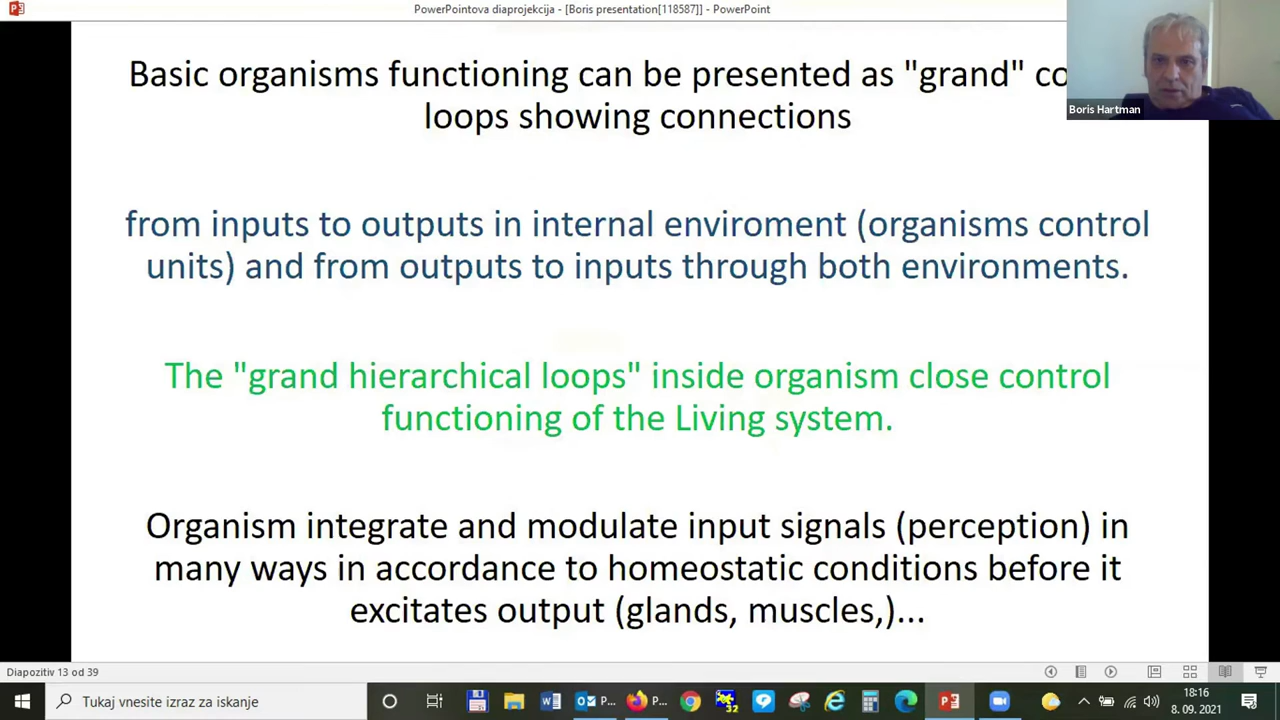 PowerPointova diaprojekcija - [Boris presentation[118587]] - PowerPoint
Basic organisms functioning can be presented as "grand" co
loops showing connections
Boris Hartman
from inputs to outputs in internal enviroment (organisms control
units) and from outputs to inputs through both environments.
The "grand hierarchical loops" inside organism close control
functioning of the Living system.
Organism integrate and modulate input signals (perception) in
many ways in accordance to homeostatic conditions before it
excitates output (glands, muscles,)...
Diapozitiv 13 od 39
Tukaj vnesite izraz za iskanje
P...
P...
32
18:16
8. 09. 2021